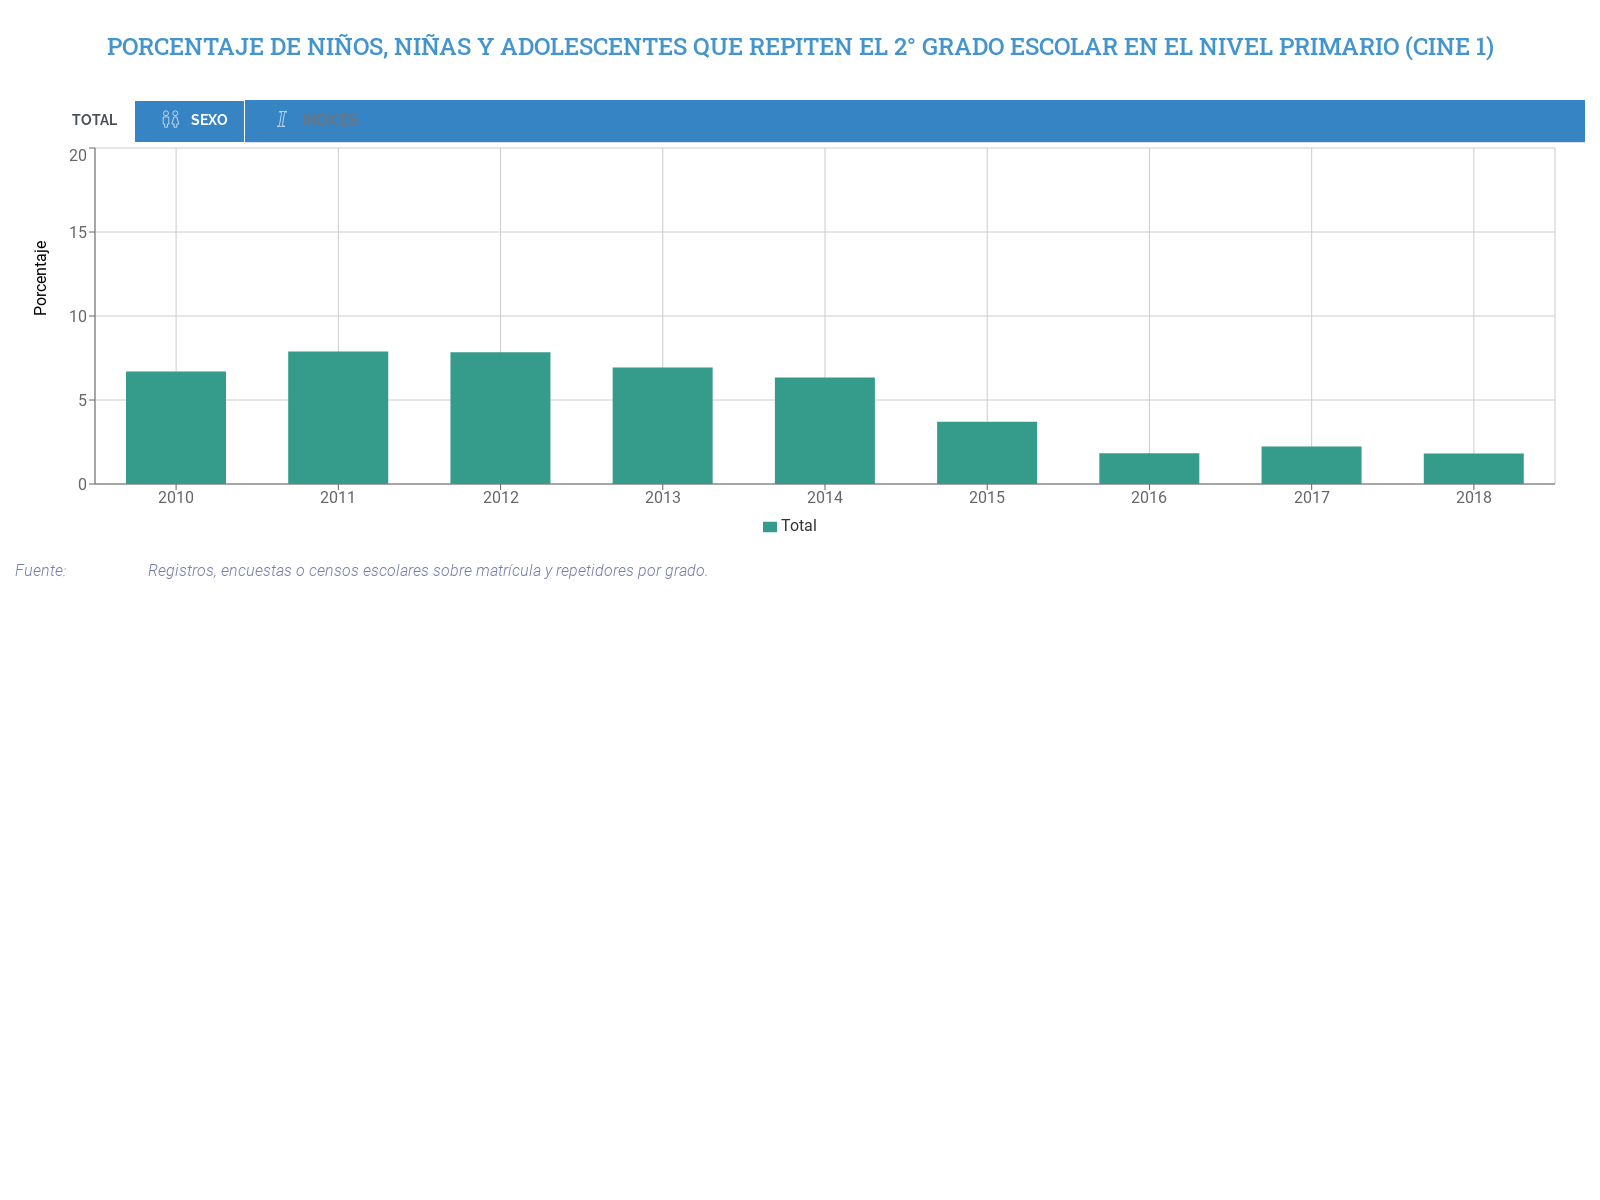 PORCENTAJE DE NIÑOS, NIÑAS Y ADOLESCENTES QUE REPITEN EL 2° GRADO ESCOLAR EN EL NIVEL PRIMARIO (CINE 1)
TOTAL SEXO INDICES
20
15
10
5
0
Porcentaje
2010 2011 2012 2013 2014 2015 2016 2017 2018
Total
Fuente: Registros, encuestas o censos escolares sobre matrícula y repetidores por grado.